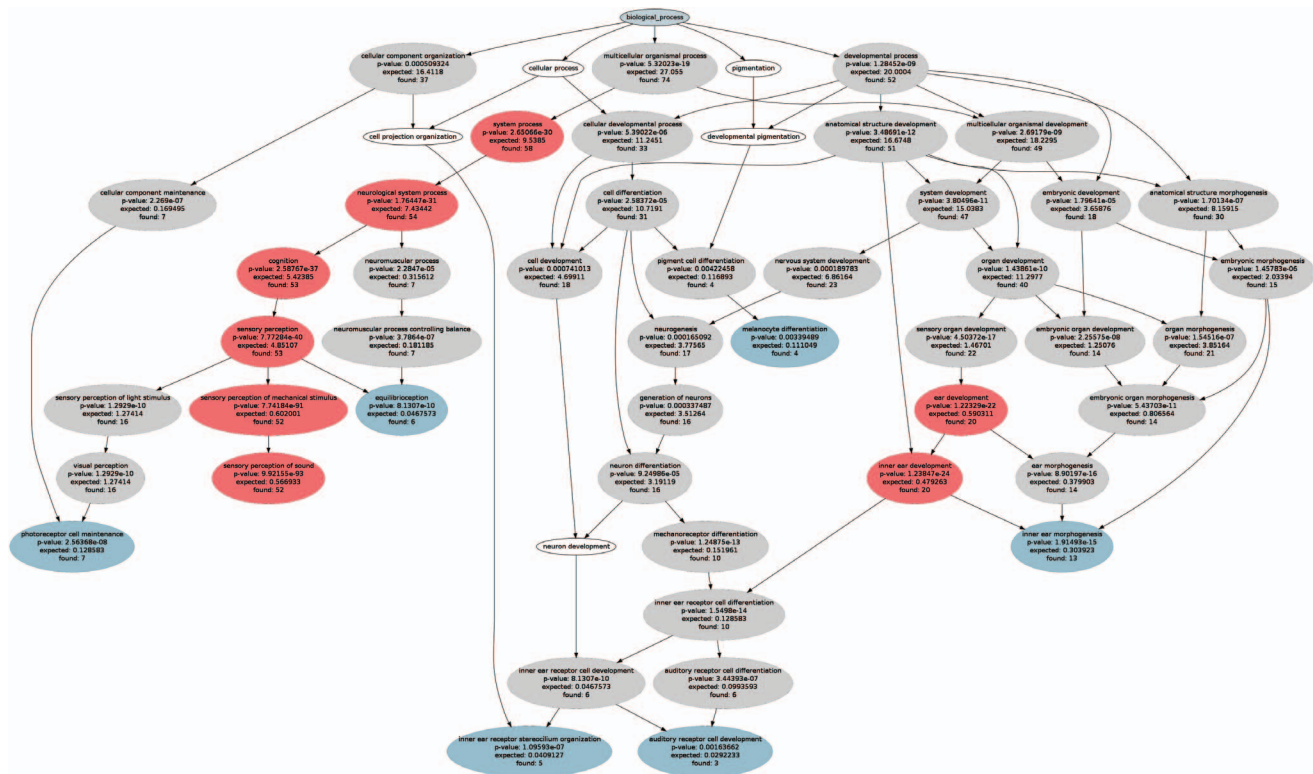 biological_process
cellular component organization
p-value: 0.000509324
expected: 16.4118
found: 37
cellular process
multicellular organismal process
p-value: 5.32023e-19
expected: 27.055
found: 74
pigmentation
developmental process
p-value: 1.28452e-09
expected: 20.0004
found: 52
cell projection organization
system process
p-value: 2.65066e-30
expected: 9.5385
found: 58
cellular developmental process
p-value: 5.39022e-06
expected: 11.2451
found: 33
developmental pigmentation
anatomical structure development
p-value: 3.48691e-12
expected: 16.6748
found: 51
multicellular organismal development
p-value: 2.69179e-09
expected: 18.2295
found: 49
cellular component maintenance
p-value: 2.269e-07
expected: 0.169495
found: 7
neurological system process
p-value: 1.76447e-31
expected: 7.43442
found: 54
cell differentiation
p-value: 2.58372e-05
expected: 10.7191
found: 31
system development
p-value: 3.80496e-11
expected: 15.0383
found: 47
embryonic development
p-value: 1.79641e-05
expected: 3.65876
found: 18
anatomical structure morphogenesis
p-value: 1.70134e-07
expected: 8.15915
found: 30
cognition
p-value: 2.58767e-37
expected: 5.42385
found: 53
neuromuscular process
p-value: 2.2847e-05
expected: 0.315612
found: 7
cell development
p-value: 0.000741013
expected: 4.69911
found: 18
pigment cell differentiation
p-value: 0.00422458
expected: 0.116893
found: 4
nervous system development
p-value: 0.000189783
expected: 6.86164
found: 23
organ development
p-value: 1.43861e-10
expected: 11.2977
found: 40
embryonic morphogenesis
p-value: 1.45783e-06
expected: 2.03394
found: 15
sensory perception
p-value: 7.77284e-40
expected: 4.85107
found: 53
neuromuscular process controlling balance
p-value: 3.7864e-07
expected: 0.181185
found: 7
neurogenesis
p-value: 0.000165092
expected: 3.77565
found: 17
melanocyte differentiation
p-value: 0.00339489
expected: 0.111049
found: 4
sensory organ development
p-value: 4.50372e-17
expected: 1.46701
found: 22
embryonic organ development
p-value: 2.25575e-08
expected: 1.25076
found: 14
organ morphogenesis
p-value: 1.54516e-07
expected: 3.85164
found: 21
sensory perception of light stimulus
p-value: 1.2929e-10
expected: 1.27414
found: 16
sensory perception of mechanical stimulus
p-value: 7.74184e-91
expected: 0.602001
found: 52
equilibrioception
p-value: 8.1307e-10
expected: 0.0467573
found: 6
generation of neurons
p-value: 0.000337487
expected: 3.51264
found: 16
ear development
p-value: 1.22329e-22
expected: 0.590311
found: 20
embryonic organ morphogenesis
p-value: 5.43703e-11
expected: 0.806564
found: 14
visual perception
p-value: 1.2929e-10
expected: 1.27414
found: 16
sensory perception of sound
p-value: 9.92155e-93
expected: 0.566933
found: 52
neuron differentiation
p-value: 9.24986e-05
expected: 3.19119
found: 16
inner ear development
p-value: 1.23847e-24
expected: 0.479263
found: 20
ear morphogenesis
p-value: 8.90197e-16
expected: 0.379903
found: 14
photoreceptor cell maintenance
p-value: 2.56368e-08
expected: 0.128583
found: 7
neuron development
mechanoreceptor differentiation
p-value: 1.24875e-13
expected: 0.151961
found: 10
inner ear morphogenesis
p-value: 1.91493e-15
expected: 0.303923
found: 13
inner ear receptor cell differentiation
p-value: 1.5498e-14
expected: 0.128583
found: 10
inner ear receptor cell development
p-value: 8.1307e-10
expected: 0.0467573
found: 6
auditory receptor cell differentiation
p-value: 3.44393e-07
expected: 0.0993593
found: 6
inner ear receptor stereocilium organization
p-value: 1.09593e-07
expected: 0.0409127
found: 5
auditory receptor cell development
p-value: 0.00163662
expected: 0.0292233
found: 3